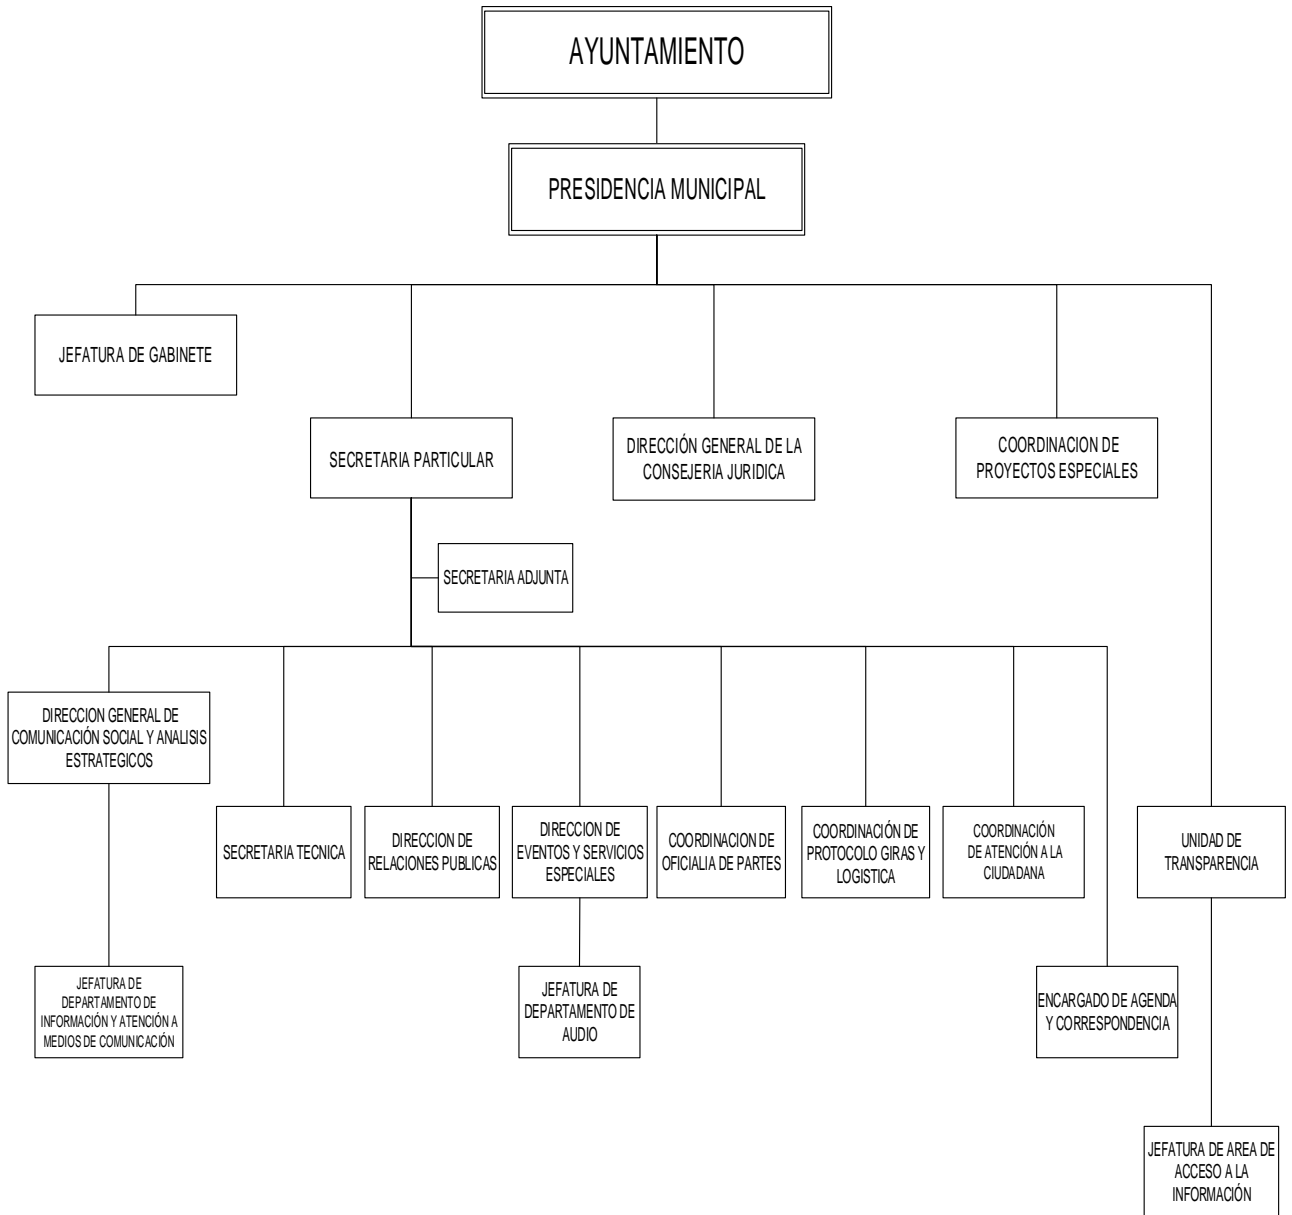 AYUNTAMIENTO
PRESIDENCIA MUNICIPAL
JEFATURA DE GABINETE
SECRETARIA PARTICULAR
DIRECCIÓN GENERAL DE LA
CONSEJERIA JURIDICA
COORDINACION DE
PROYECTOS ESPECIALES
SECRETARIA ADJUNTA
DIRECCION GENERAL DE
COMUNICACIÓN SOCIAL Y ANALISIS
ESTRATEGICOS
SECRETARIA TECNICA
DIRECCION DE
RELACIONES PUBLICAS
DIRECCION DE
EVENTOS Y SERVICIOS
ESPECIALES
COORDINACION DE
OFICIALIA DE PARTES
COORDINACIÓN DE
PROTOCOLO GIRAS Y
LOGISTICA
COORDINACIÓN
DE ATENCIÓN A LA
CIUDADANA
UNIDAD DE
TRANSPARENCIA
JEFATURA DE
DEPARTAMENTO DE
INFORMACIÓN Y ATENCIÓN A
MEDIOS DE COMUNICACIÓN
JEFATURA DE
DEPARTAMENTO DE
AUDIO
ENCARGADO DE AGENDA
Y CORRESPONDENCIA
JEFATURA DE AREA DE
ACCESO A LA
INFORMACIÓN